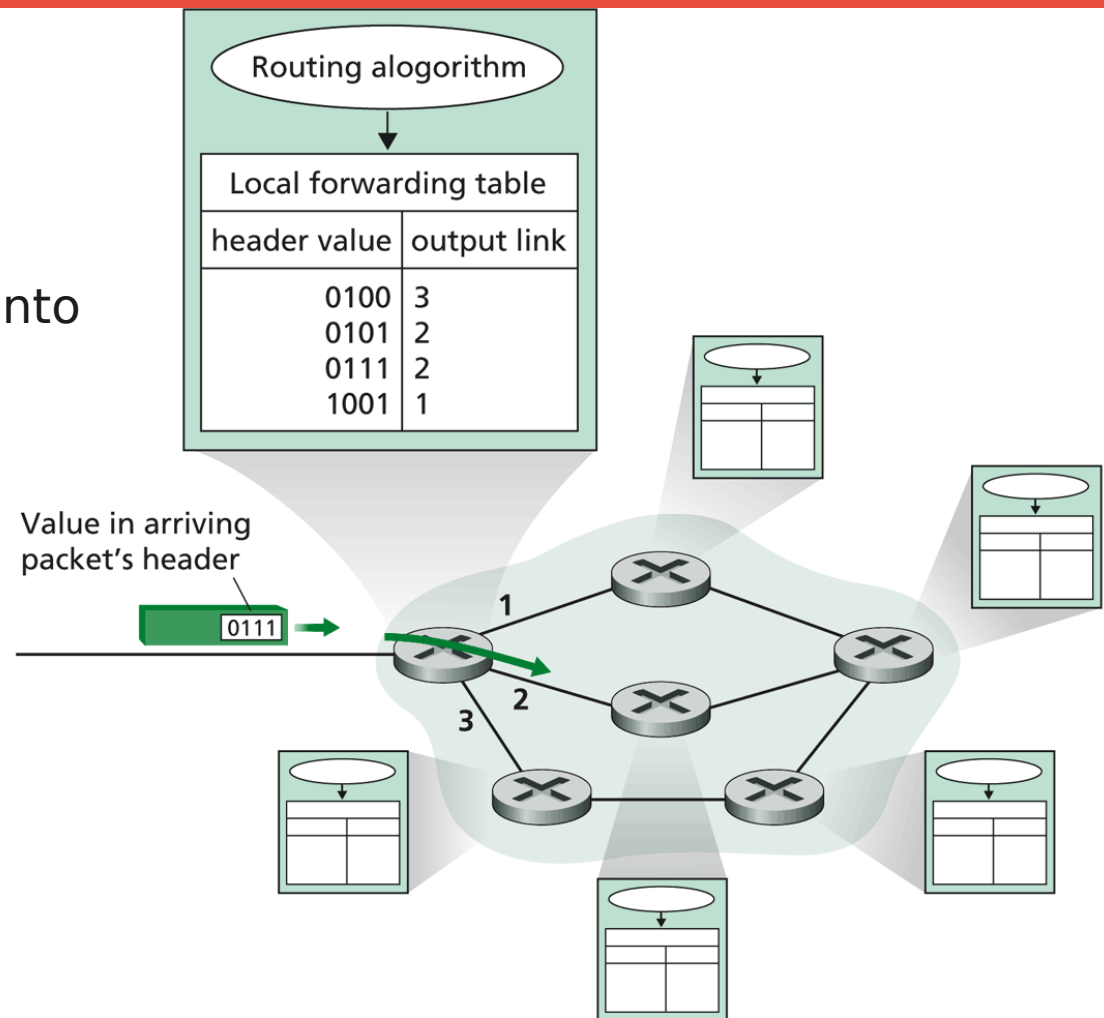 Routing alogorithm
Local forwarding table
header value output link
0100 3
0101 2
0111 2
1001 1
nto
Value in arriving
packet's header
0111
1
2
3